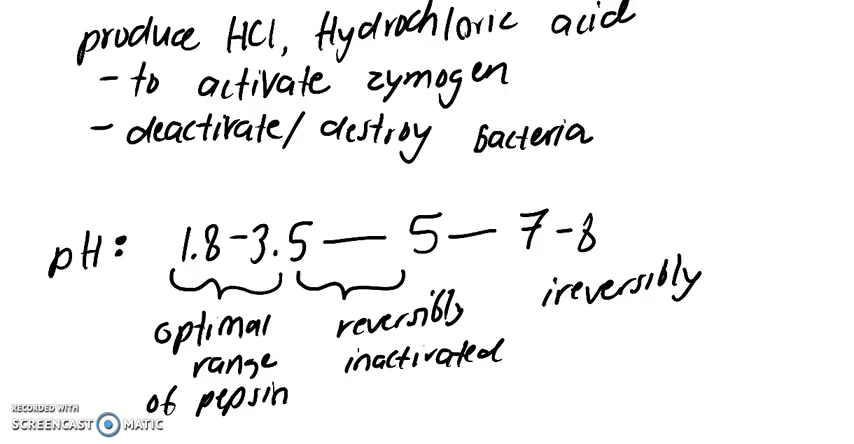 produce HCl, Hydrochloric acid
- to activate zymogen
- deactivate/ destroy bacteria
pH: 1.8-3.5 — 5 — 7-8
optimal range of pepsin
reversibly inactivated
ireversibly
RECORDED WITH
SCREENCAST MATIC